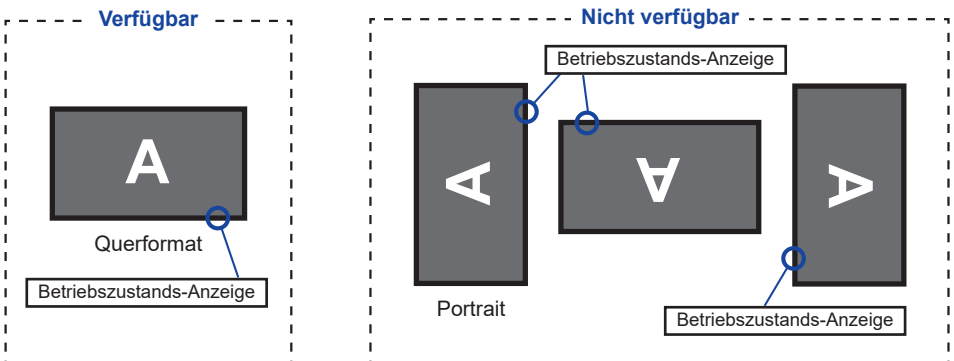 Verfügbar
A
Querformat
Betriebszustands-Anzeige
Nicht verfügbar
Betriebszustands-Anzeige
A
A
A
Portrait
Betriebszustands-Anzeige